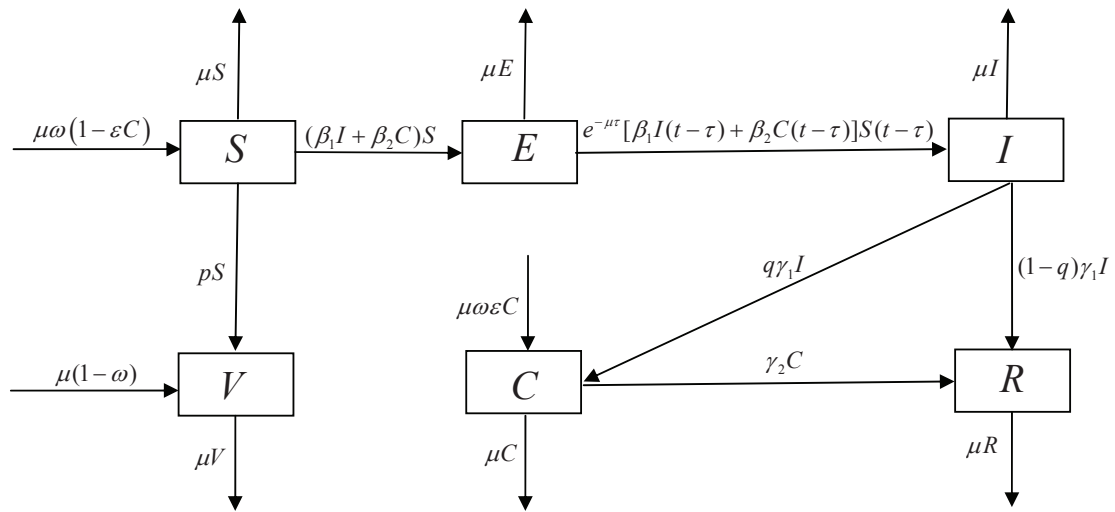 μS
μE
μI
μω(1-εC)
S
(β₁I + β₂C)S
E
e^{-μτ}[β₁I(t-τ) + β₂C(t-τ)]S(t-τ)
I
pS
qγ₁I
(1-q)γ₁I
μωεC
μ(1-ω)
V
C
γ₂C
R
μV
μC
μR